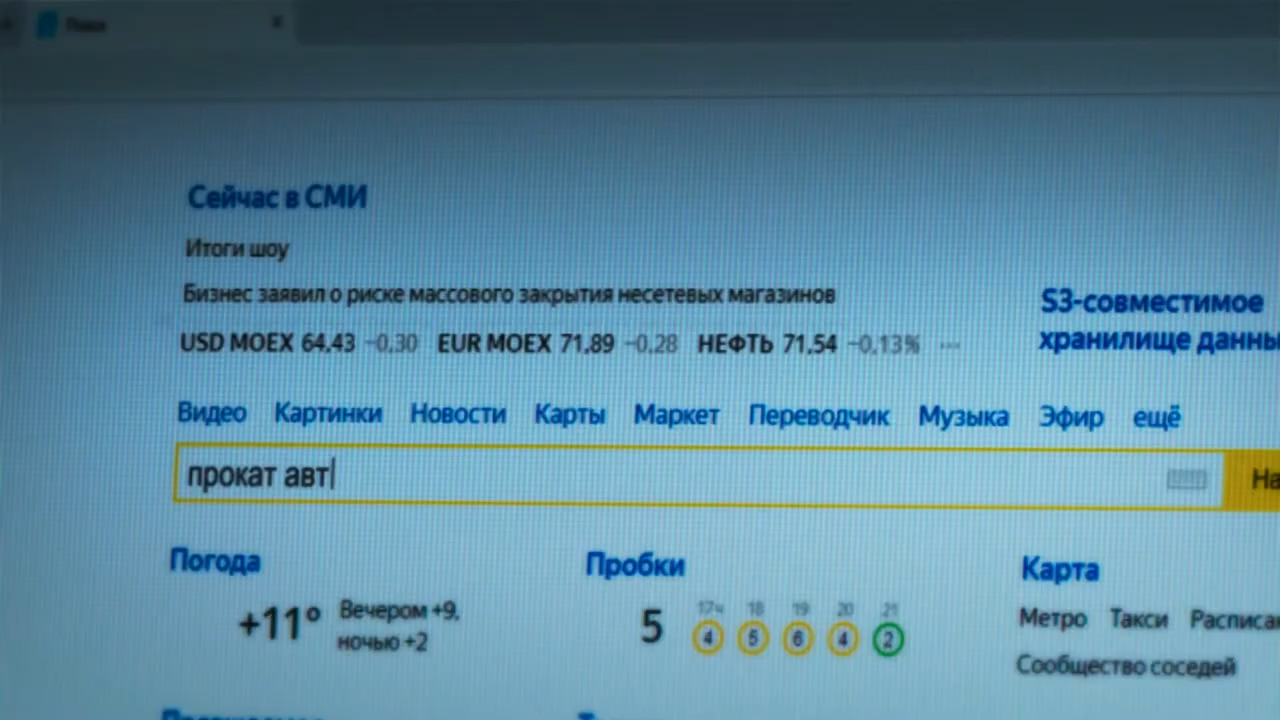 Сейчас в СМИ
Итоги шоу
Бизнес заявил о риске массового закрытия несетевых магазинов
USD MOEX 64,43 −0,30 EUR MOEX 71,89 −0,28 НЕФТЬ 71,54 −0,13% ...
S3-совместимое
хранилище данны
Видео Картинки Новости Карты Маркет Переводчик Музыка Эфир ещё
прокат авт
На
Погода
+11° Вечером +9,
ночью +2
Пробки
17ч 18 19 20 21
5 4 5 6 4 2
Карта
Метро Такси Расписан
Сообщество соседей